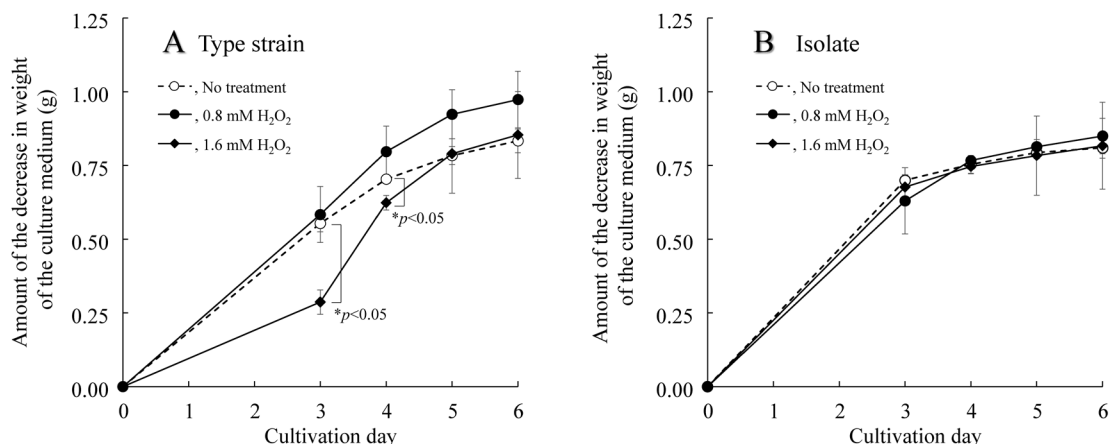 Amount of the decrease in weight
of the culture medium (g)
1.25
1.00
0.75
0.50
0.25
0.00
A Type strain
, No treatment
, 0.8 mM H₂O₂
, 1.6 mM H₂O₂
*p<0.05
*p<0.05
0 1 2 3 4 5 6
Cultivation day
Amount of the decrease in weight
of the culture medium (g)
1.25
1.00
0.75
0.50
0.25
0.00
B Isolate
, No treatment
, 0.8 mM H₂O₂
, 1.6 mM H₂O₂
0 1 2 3 4 5 6
Cultivation day